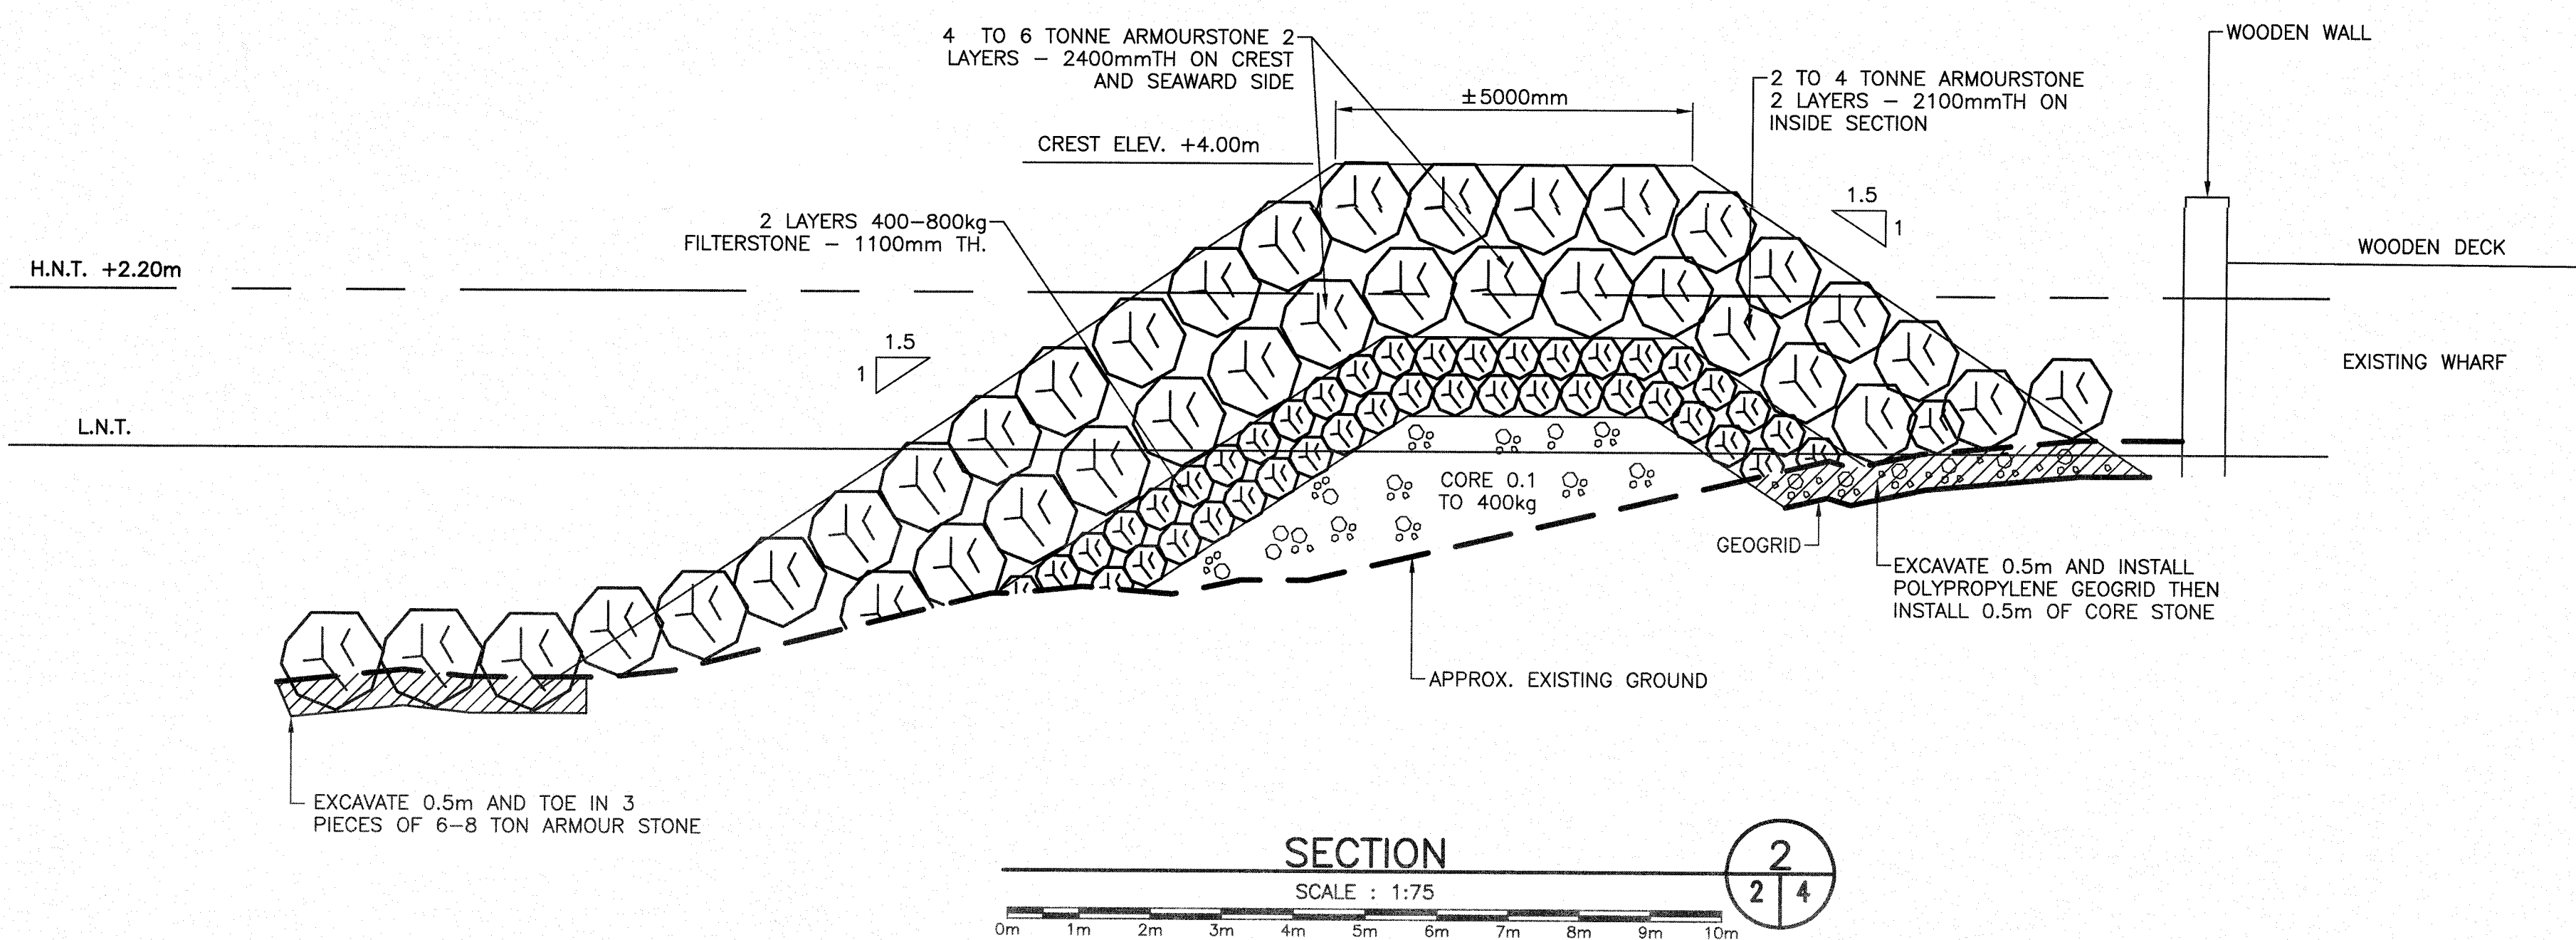 4 TO 6 TONNE ARMOURSTONE 2
LAYERS – 2400mmTH ON CREST
AND SEAWARD SIDE
WOODEN WALL
2 TO 4 TONNE ARMOURSTONE
2 LAYERS – 2100mmTH ON
INSIDE SECTION
±5000mm
CREST ELEV. +4.00m
1.5
1
2 LAYERS 400–800kg
FILTERSTONE – 1100mm TH.
WOODEN DECK
H.N.T. +2.20m
1.5
1
EXISTING WHARF
L.N.T.
CORE 0.1
TO 400kg
GEOGRID
EXCAVATE 0.5m AND INSTALL
POLYPROPYLENE GEOGRID THEN
INSTALL 0.5m OF CORE STONE
APPROX. EXISTING GROUND
EXCAVATE 0.5m AND TOE IN 3
PIECES OF 6–8 TON ARMOUR STONE
SECTION
2
2 4
SCALE : 1:75
0m 1m 2m 3m 4m 5m 6m 7m 8m 9m 10m